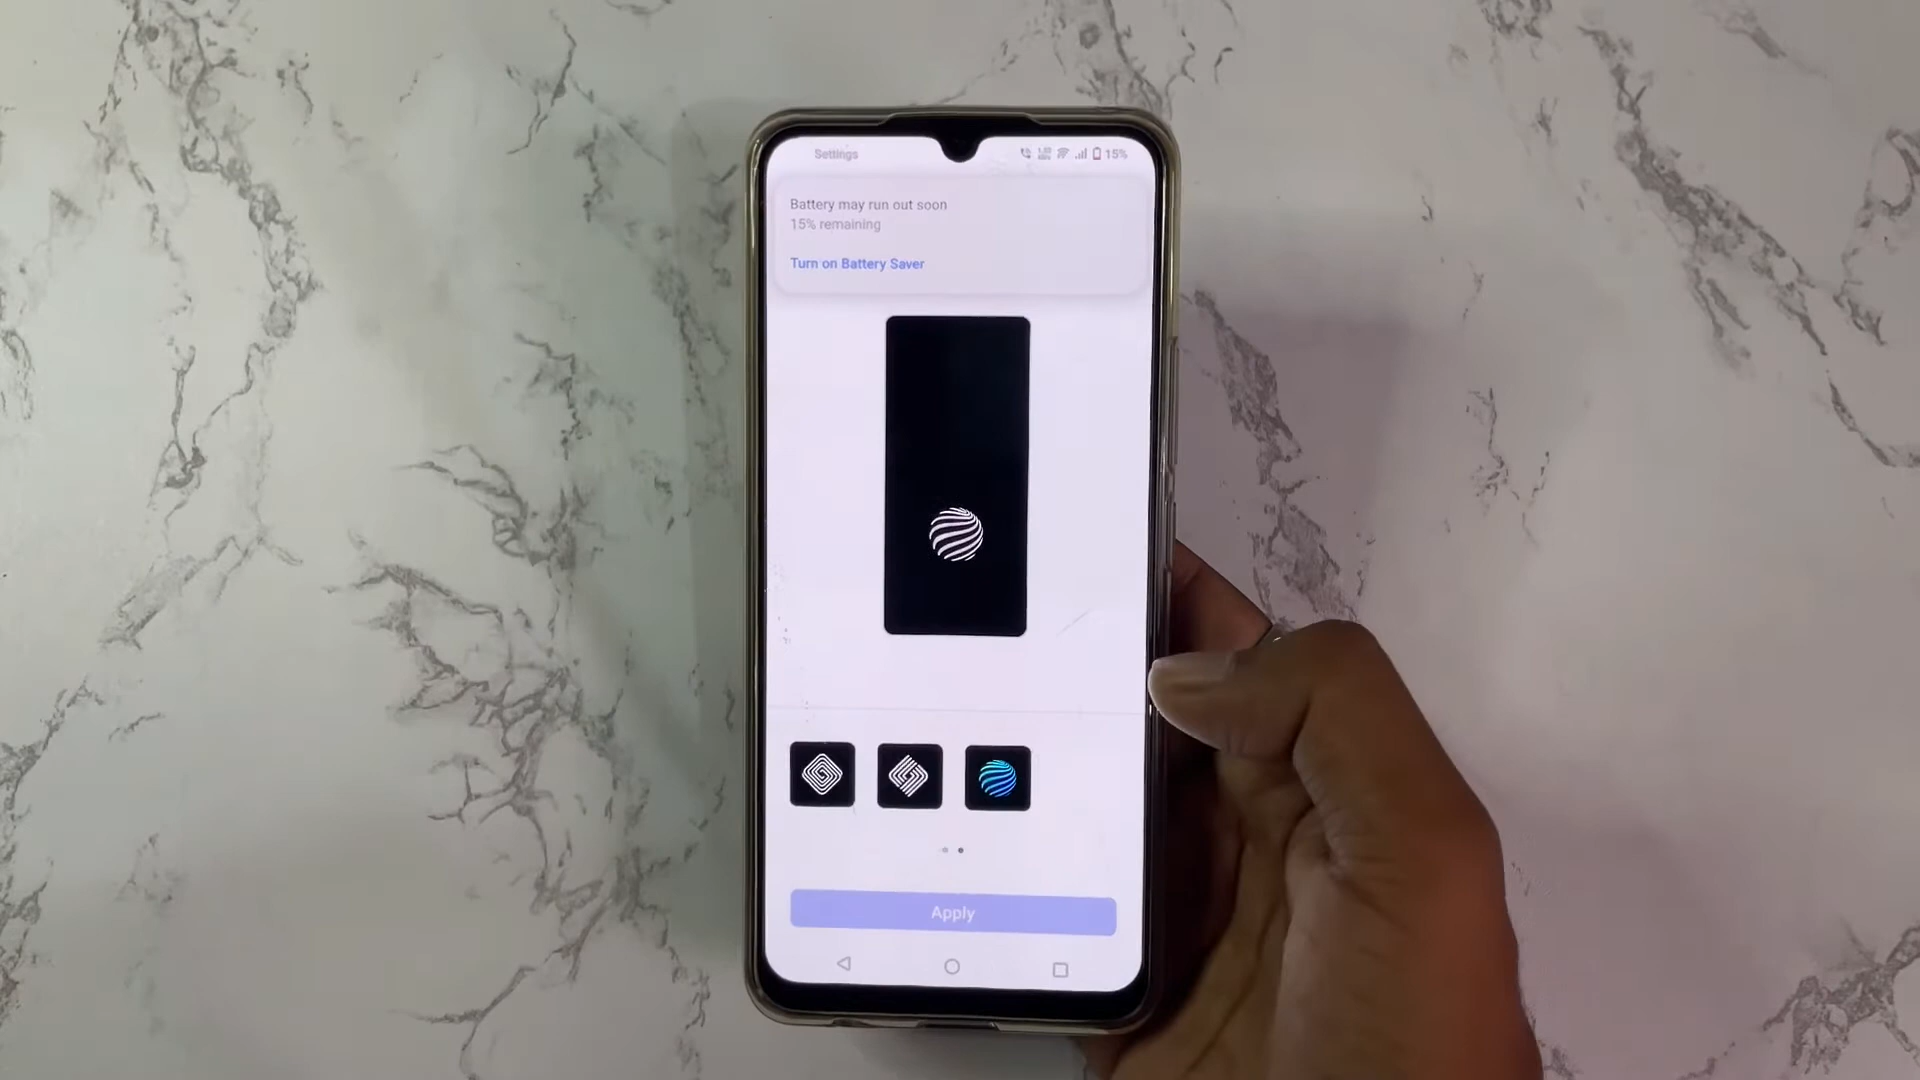 Settings
15%
Battery may run out soon
15% remaining
Turn on Battery Saver
Apply